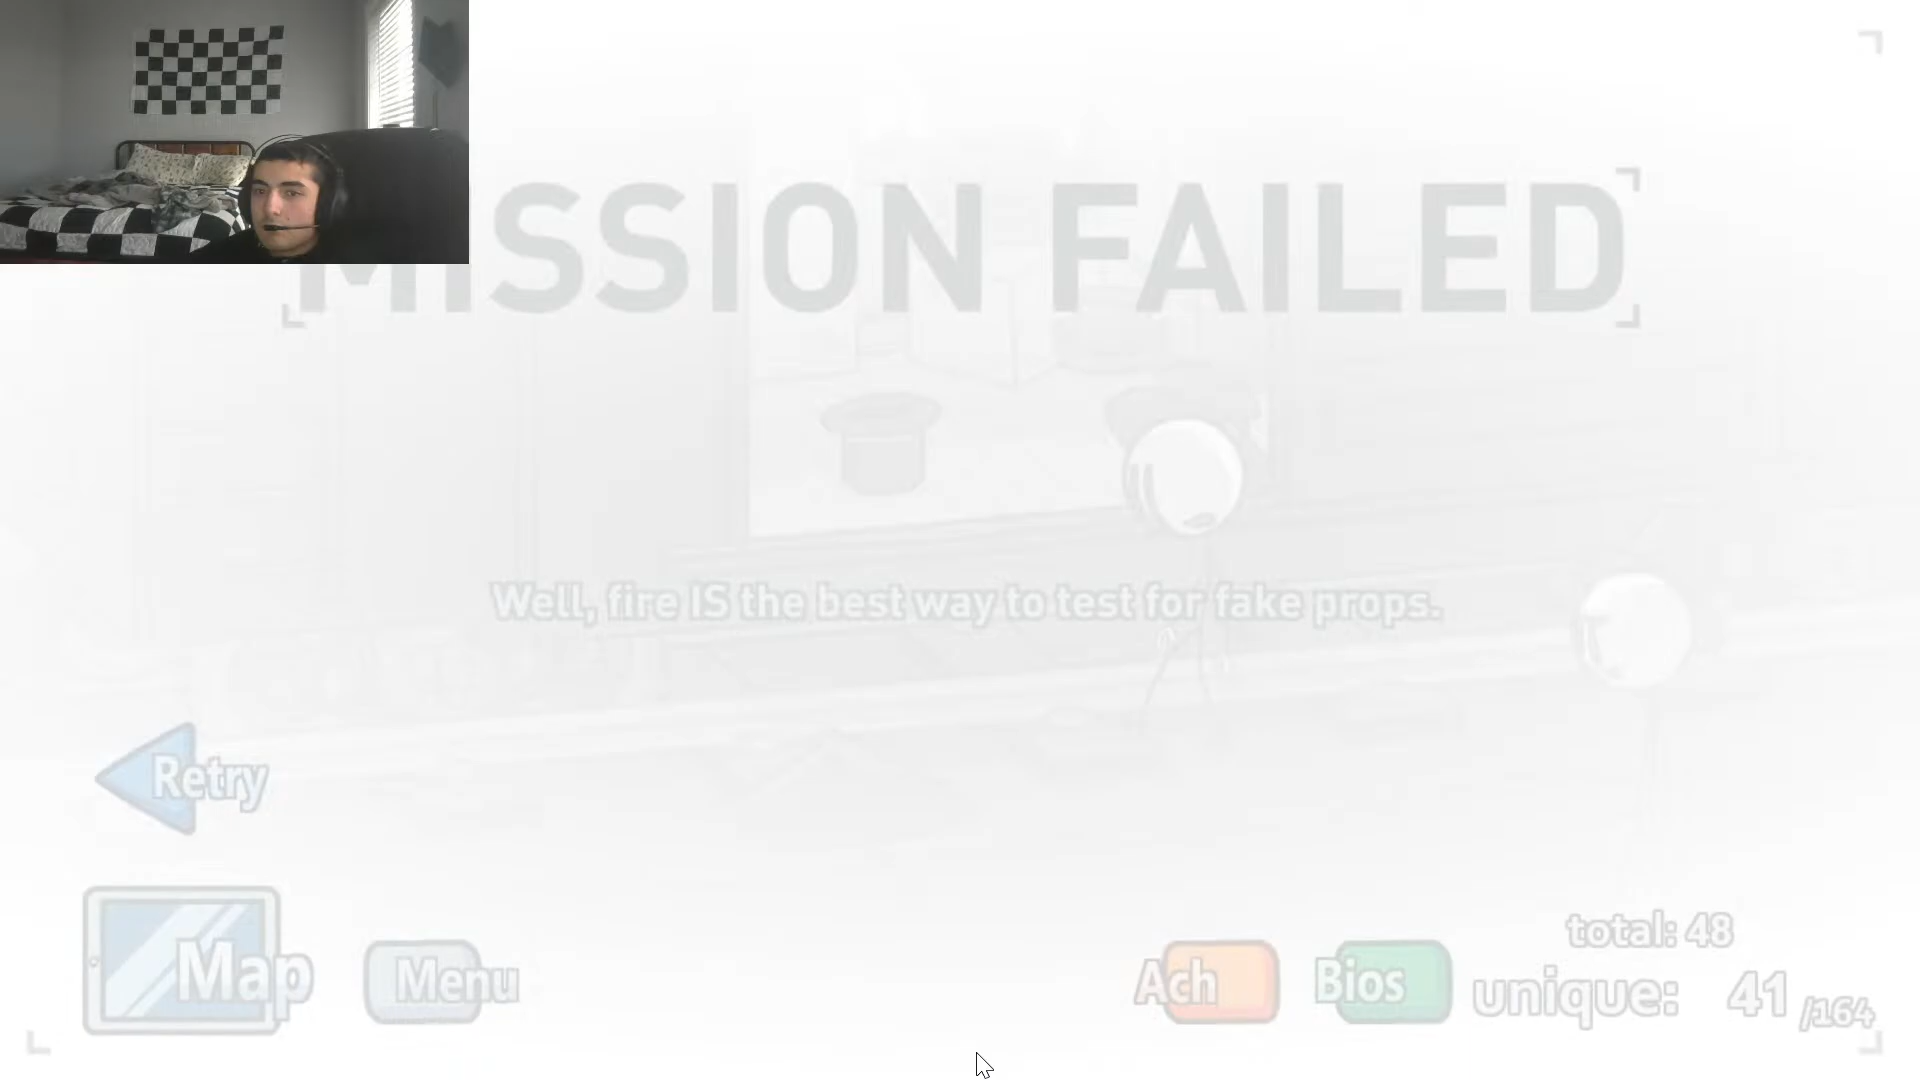 MISSION FAILED
Well, fire IS the best way to test for fake props.
Retry
Map
Menu
Ach
Bios
total: 48
unique: 41 /164